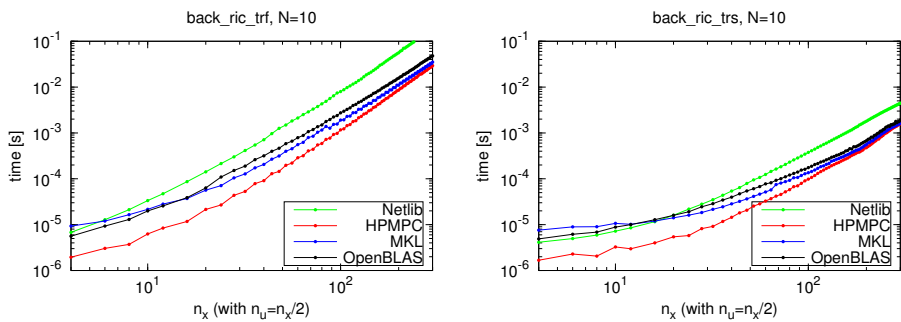 back_ric_trf, N=10
time [s]
10^-1
10^-2
10^-3
10^-4
10^-5
10^-6
10^1
10^2
n_x (with n_u=n_x/2)
Netlib
HPMPC
MKL
OpenBLAS
back_ric_trs, N=10
time [s]
10^-1
10^-2
10^-3
10^-4
10^-5
10^-6
10^1
10^2
n_x (with n_u=n_x/2)
Netlib
HPMPC
MKL
OpenBLAS